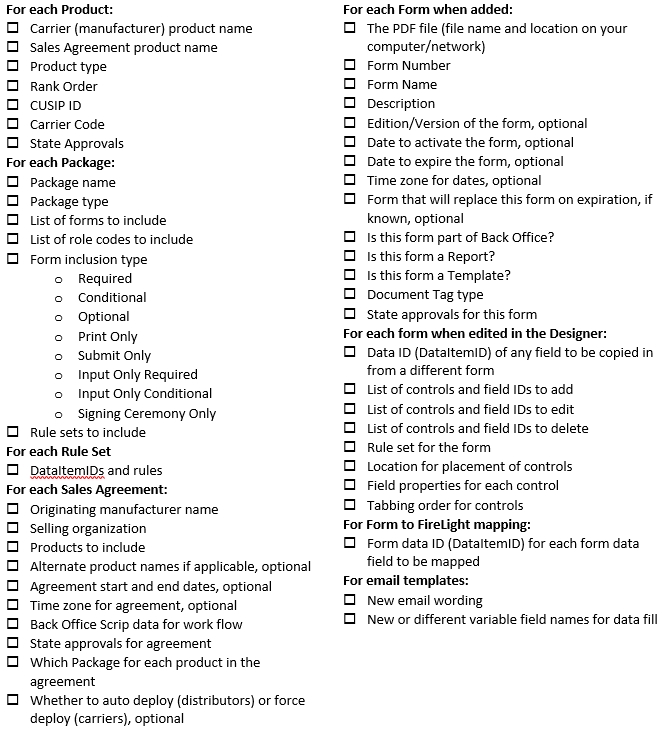 For each Product:
Carrier (manufacturer) product name
Sales Agreement product name
Product type
Rank Order
CUSIP ID
Carrier Code
State Approvals
For each Package:
Package name
Package type
List of forms to include
List of role codes to include
Form inclusion type
o Required
o Conditional
o Optional
o Print Only
o Submit Only
o Input Only Required
o Input Only Conditional
o Signing Ceremony Only
Rule sets to include
For each Rule Set
DataItemIDs and rules
For each Sales Agreement:
Originating manufacturer name
Selling organization
Products to include
Alternate product names if applicable, optional
Agreement start and end dates, optional
Time zone for agreement, optional
Back Office Scrip data for work flow
State approvals for agreement
Which Package for each product in the
agreement
Whether to auto deploy (distributors) or force
deploy (carriers), optional
For each Form when added:
The PDF file (file name and location on your
computer/network)
Form Number
Form Name
Description
Edition/Version of the form, optional
Date to activate the form, optional
Date to expire the form, optional
Time zone for dates, optional
Form that will replace this form on expiration, if
known, optional
Is this form part of Back Office?
Is this form a Report?
Is this form a Template?
Document Tag type
State approvals for this form
For each form when edited in the Designer:
Data ID (DataItemID) of any field to be copied in
from a different form
List of controls and field IDs to add
List of controls and field IDs to edit
List of controls and field IDs to delete
Rule set for the form
Location for placement of controls
Field properties for each control
Tabbing order for controls
For Form to FireLight mapping:
Form data ID (DataItemID) for each form data
field to be mapped
For email templates:
New email wording
New or different variable field names for data fill